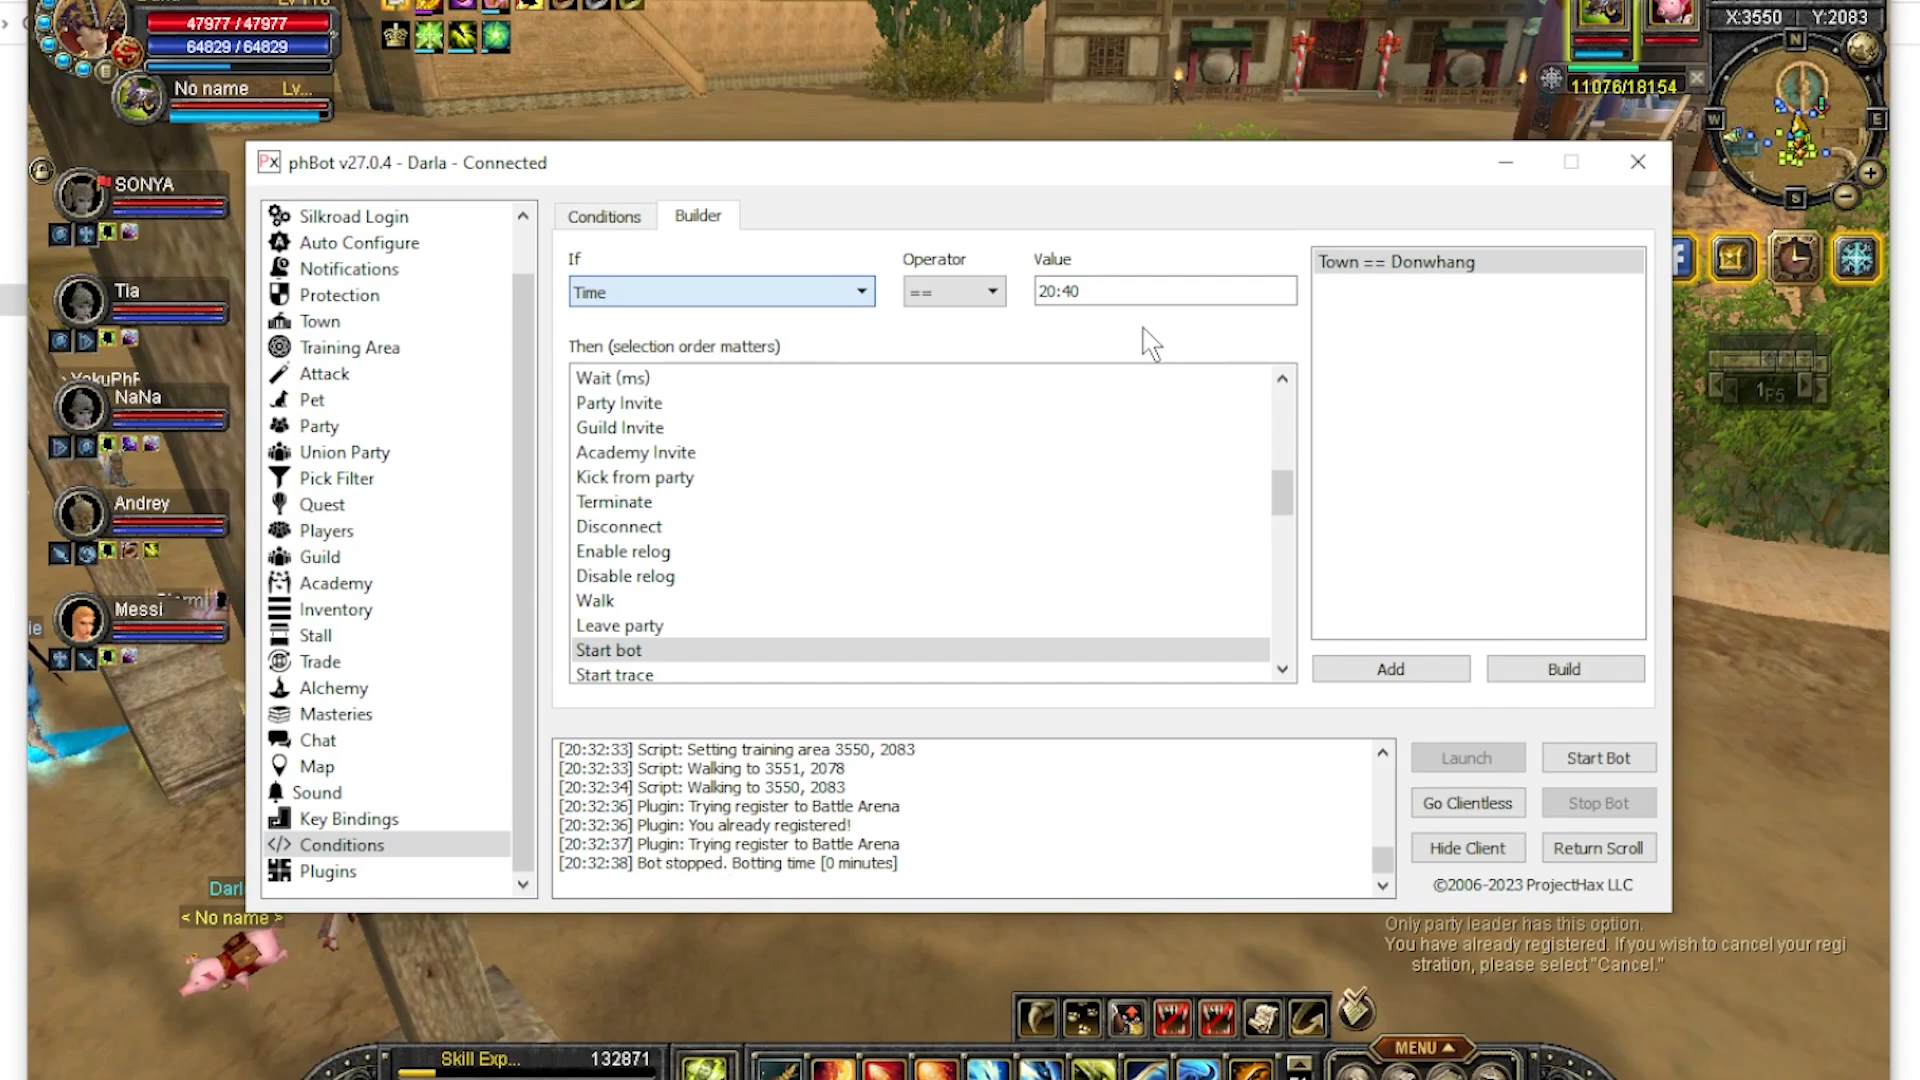 47977 / 47977
64829 / 64829
No name Lv...
X:3550 Y:2083
N
W
E
S
11076/18154
SONYA
Tia
YokuPhF
NaNa
Andrey
Messi
ie
Px phBot v27.0.4 - Darla - Connected
Silkroad Login
Auto Configure
Notifications
Protection
Town
Training Area
Attack
Pet
Party
Union Party
Pick Filter
Quest
Players
Guild
Academy
Inventory
Stall
Trade
Alchemy
Masteries
Chat
Map
Sound
Key Bindings
Conditions
Plugins
Conditions Builder
If Operator Value
Time == 20:40
Then (selection order matters)
Wait (ms)
Party Invite
Guild Invite
Academy Invite
Kick from party
Terminate
Disconnect
Enable relog
Disable relog
Walk
Leave party
Start bot
Start trace
Town == Donwhang
Add Build
[20:32:33] Script: Setting training area 3550, 2083
[20:32:33] Script: Walking to 3551, 2078
[20:32:34] Script: Walking to 3550, 2083
[20:32:36] Plugin: Trying register to Battle Arena
[20:32:36] Plugin: You already registered!
[20:32:37] Plugin: Trying register to Battle Arena
[20:32:38] Bot stopped. Botting time [0 minutes]
Launch Start Bot
Go Clientless Stop Bot
Hide Client Return Scroll
©2006-2023 ProjectHax LLC
1F5
Darl
< No name >
Only party leader has this option.
You have already registered. If you wish to cancel your regi
stration, please select "Cancel."
Skill Exp... 132871
MENU